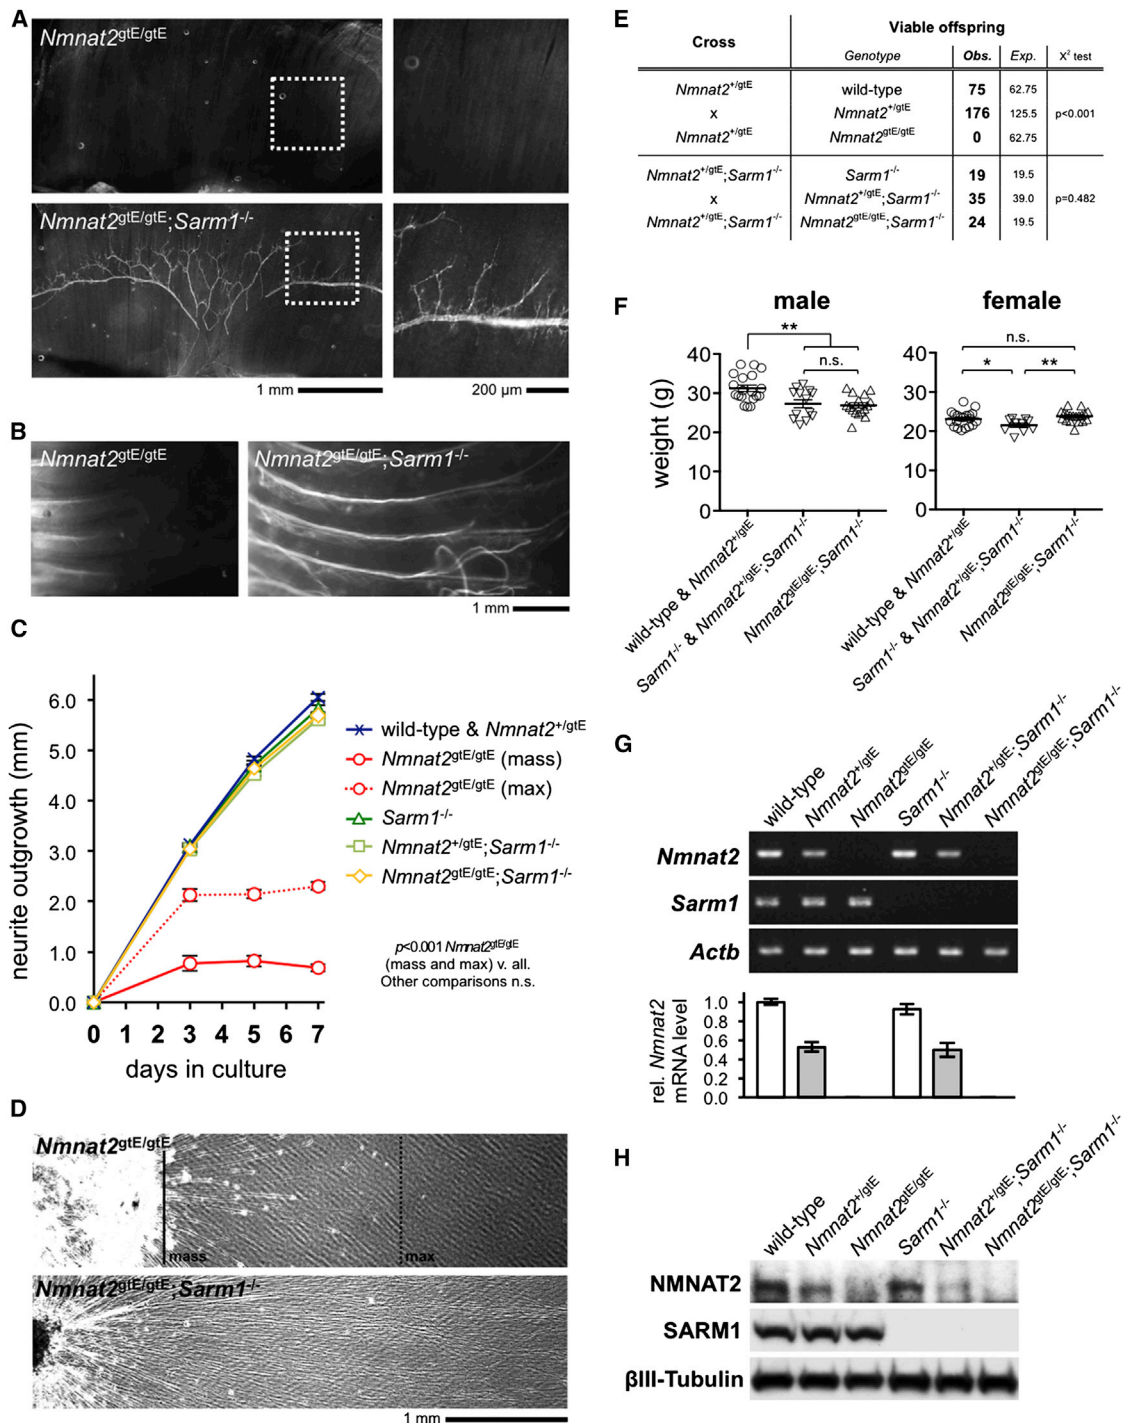 A
Nmnat2gtE/gtE
Nmnat2gtE/gtE;Sarm1-/-
1 mm
200 µm
B
Nmnat2gtE/gtE
Nmnat2gtE/gtE;Sarm1-/-
1 mm
C
neurite outgrowth (mm)
6.0
5.0
4.0
3.0
2.0
1.0
0.0
0 1 2 3 4 5 6 7
days in culture
wild-type & Nmnat2+/gtE
Nmnat2gtE/gtE (mass)
Nmnat2gtE/gtE (max)
Sarm1-/-
Nmnat2+/gtE;Sarm1-/-
Nmnat2gtE/gtE;Sarm1-/-
p<0.001 Nmnat2gtE/gtE
(mass and max) v. all.
Other comparisons n.s.
D
Nmnat2gtE/gtE
mass
max
Nmnat2gtE/gtE;Sarm1-/-
1 mm
E
Cross
Viable offspring
Genotype Obs. Exp. X2 test
Nmnat2+/gtE wild-type 75 62.75
x Nmnat2+/gtE 176 125.5 p<0.001
Nmnat2+/gtE Nmnat2gtE/gtE 0 62.75
Nmnat2+/gtE;Sarm1-/- Sarm1-/- 19 19.5
x Nmnat2+/gtE;Sarm1-/- 35 39.0 p=0.482
Nmnat2+/gtE;Sarm1-/- Nmnat2gtE/gtE;Sarm1-/- 24 19.5
F
male
female
weight (g)
40
30
20
10
0
**
n.s.
wild-type & Nmnat2+/gtE
Sarm1-/- & Nmnat2+/gtE;Sarm1-/-
Nmnat2gtE/gtE;Sarm1-/-
40
30
20
10
0
n.s.
* **
wild-type & Nmnat2+/gtE
Sarm1-/- & Nmnat2+/gtE;Sarm1-/-
Nmnat2gtE/gtE;Sarm1-/-
G
wild-type
Nmnat2+/gtE
Nmnat2gtE/gtE
Sarm1-/-
Nmnat2+/gtE;Sarm1-/-
Nmnat2gtE/gtE;Sarm1-/-
Nmnat2
Sarm1
Actb
rel. Nmnat2
mRNA level
1.0
0.8
0.6
0.4
0.2
0.0
H
wild-type
Nmnat2+/gtE
Nmnat2gtE/gtE
Sarm1-/-
Nmnat2+/gtE;Sarm1-/-
Nmnat2gtE/gtE;Sarm1-/-
NMNAT2
SARM1
βIII-Tubulin